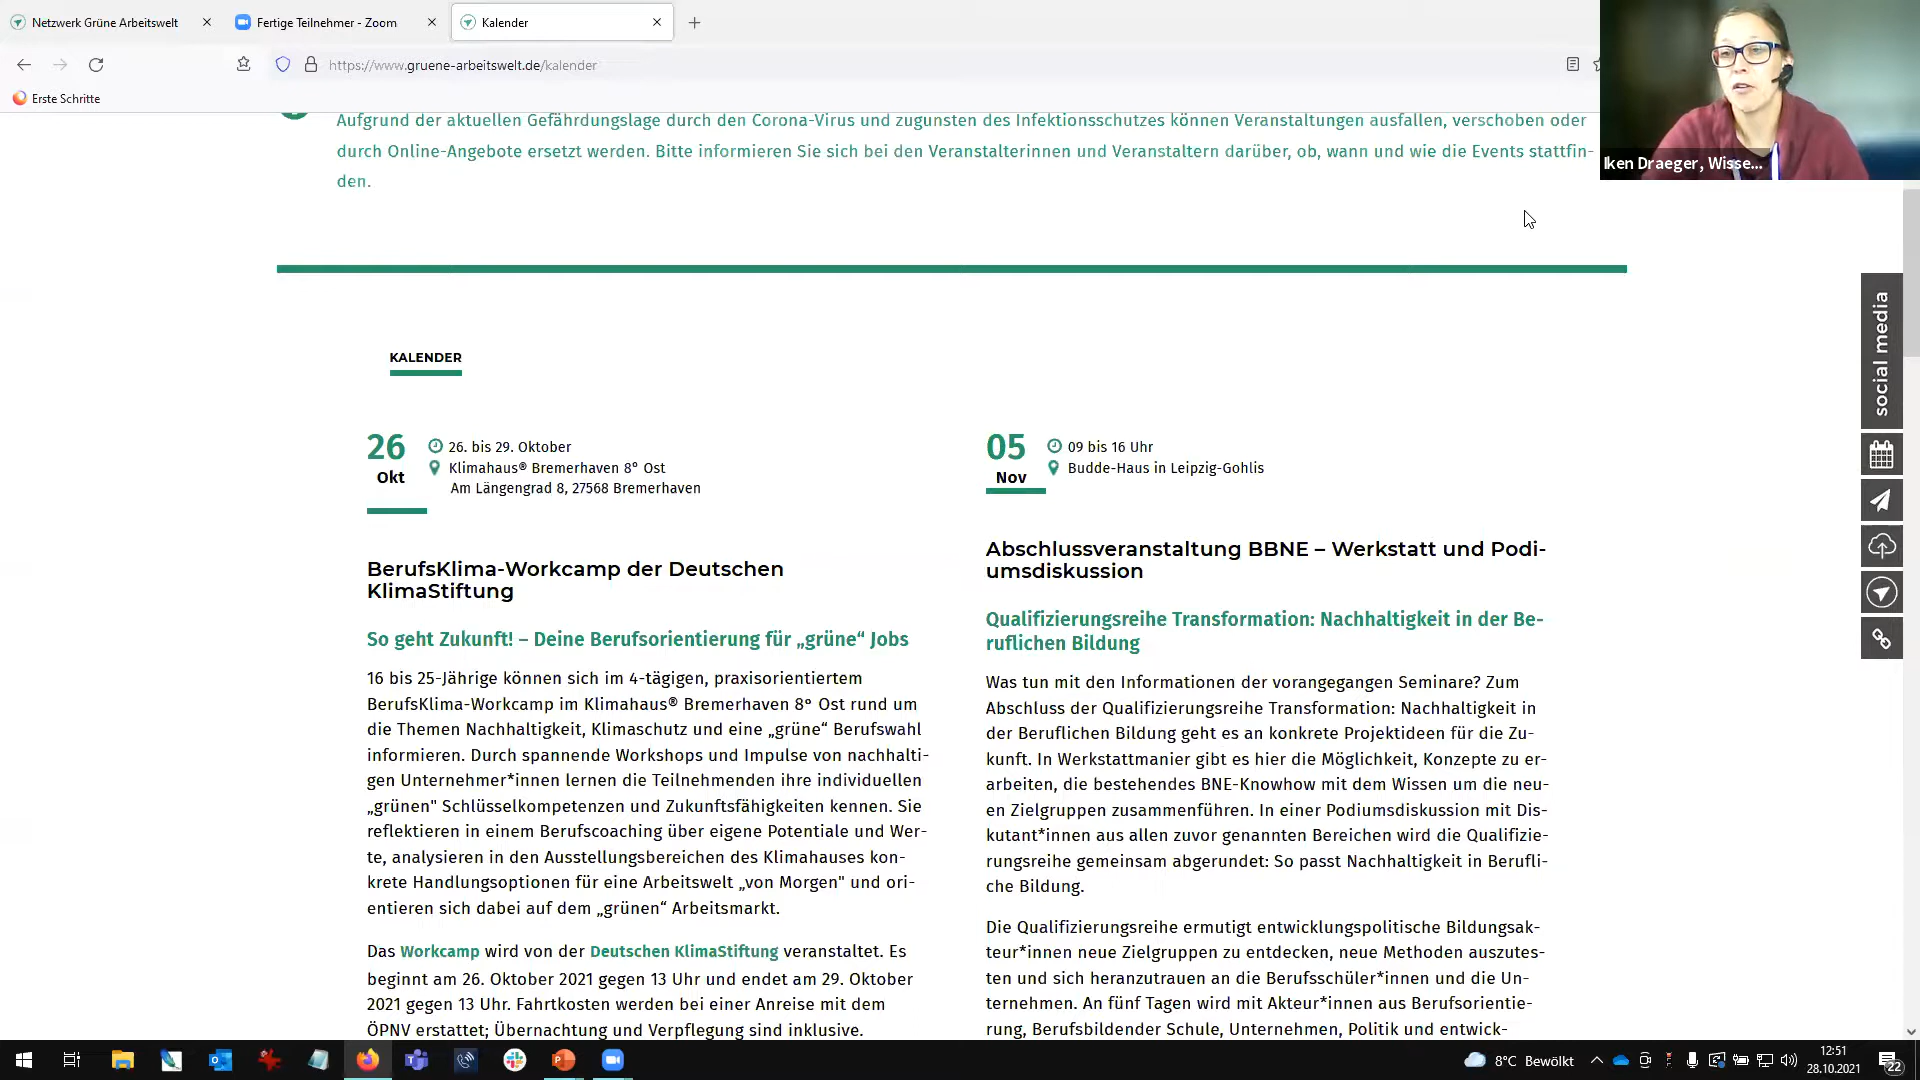 Netzwerk Grüne Arbeitswelt
Fertige Teilnehmer - Zoom
Kalender
https://www.gruene-arbeitswelt.de/kalender
Erste Schritte
Iken Draeger, Wisse...
Aufgrund der aktuellen Gefährdungslage durch den Corona-Virus und zugunsten des Infektionsschutzes können Veranstaltungen ausfallen, verschoben oder
durch Online-Angebote ersetzt werden. Bitte informieren Sie sich bei den Veranstalterinnen und Veranstaltern darüber, ob, wann und wie die Events stattfin-
den.
social media
KALENDER
26
Okt
26. bis 29. Oktober
Klimahaus® Bremerhaven 8° Ost
Am Längengrad 8, 27568 Bremerhaven
BerufsKlima-Workcamp der Deutschen
KlimaStiftung
So geht Zukunft! – Deine Berufsorientierung für „grüne“ Jobs
16 bis 25-Jährige können sich im 4-tägigen, praxisorientiertem
BerufsKlima-Workcamp im Klimahaus® Bremerhaven 8° Ost rund um
die Themen Nachhaltigkeit, Klimaschutz und eine „grüne“ Berufswahl
informieren. Durch spannende Workshops und Impulse von nachhalti-
gen Unternehmer*innen lernen die Teilnehmenden ihre individuellen
„grünen" Schlüsselkompetenzen und Zukunftsfähigkeiten kennen. Sie
reflektieren in einem Berufscoaching über eigene Potentiale und Wer-
te, analysieren in den Ausstellungsbereichen des Klimahauses kon-
krete Handlungsoptionen für eine Arbeitswelt „von Morgen" und ori-
entieren sich dabei auf dem „grünen“ Arbeitsmarkt.
Das Workcamp wird von der Deutschen KlimaStiftung veranstaltet. Es
beginnt am 26. Oktober 2021 gegen 13 Uhr und endet am 29. Oktober
2021 gegen 13 Uhr. Fahrtkosten werden bei einer Anreise mit dem
ÖPNV erstattet; Übernachtung und Verpflegung sind inklusive.
05
Nov
09 bis 16 Uhr
Budde-Haus in Leipzig-Gohlis
Abschlussveranstaltung BBNE – Werkstatt und Podi-
umsdiskussion
Qualifizierungsreihe Transformation: Nachhaltigkeit in der Be-
ruflichen Bildung
Was tun mit den Informationen der vorangegangen Seminare? Zum
Abschluss der Qualifizierungsreihe Transformation: Nachhaltigkeit in
der Beruflichen Bildung geht es an konkrete Projektideen für die Zu-
kunft. In Werkstattmanier gibt es hier die Möglichkeit, Konzepte zu er-
arbeiten, die bestehendes BNE-Knowhow mit dem Wissen um die neu-
en Zielgruppen zusammenführen. In einer Podiumsdiskussion mit Dis-
kutant*innen aus allen zuvor genannten Bereichen wird die Qualifizie-
rungsreihe gemeinsam abgerundet: So passt Nachhaltigkeit in Berufli-
che Bildung.
Die Qualifizierungsreihe ermutigt entwicklungspolitische Bildungsak-
teur*innen neue Zielgruppen zu entdecken, neue Methoden auszutes-
ten und sich heranzutrauen an die Berufsschüler*innen und die Un-
ternehmen. An fünf Tagen wird mit Akteur*innen aus Berufsorientie-
rung, Berufsbildender Schule, Unternehmen, Politik und entwick-
8°C Bewölkt
12:51
28.10.2021
22